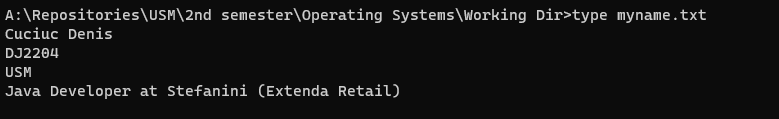 A:\Repositories\USM\2nd semester\Operating Systems\Working Dir>type myname.txt
Cuciuc Denis
DJ2204
USM
Java Developer at Stefanini (Extenda Retail)